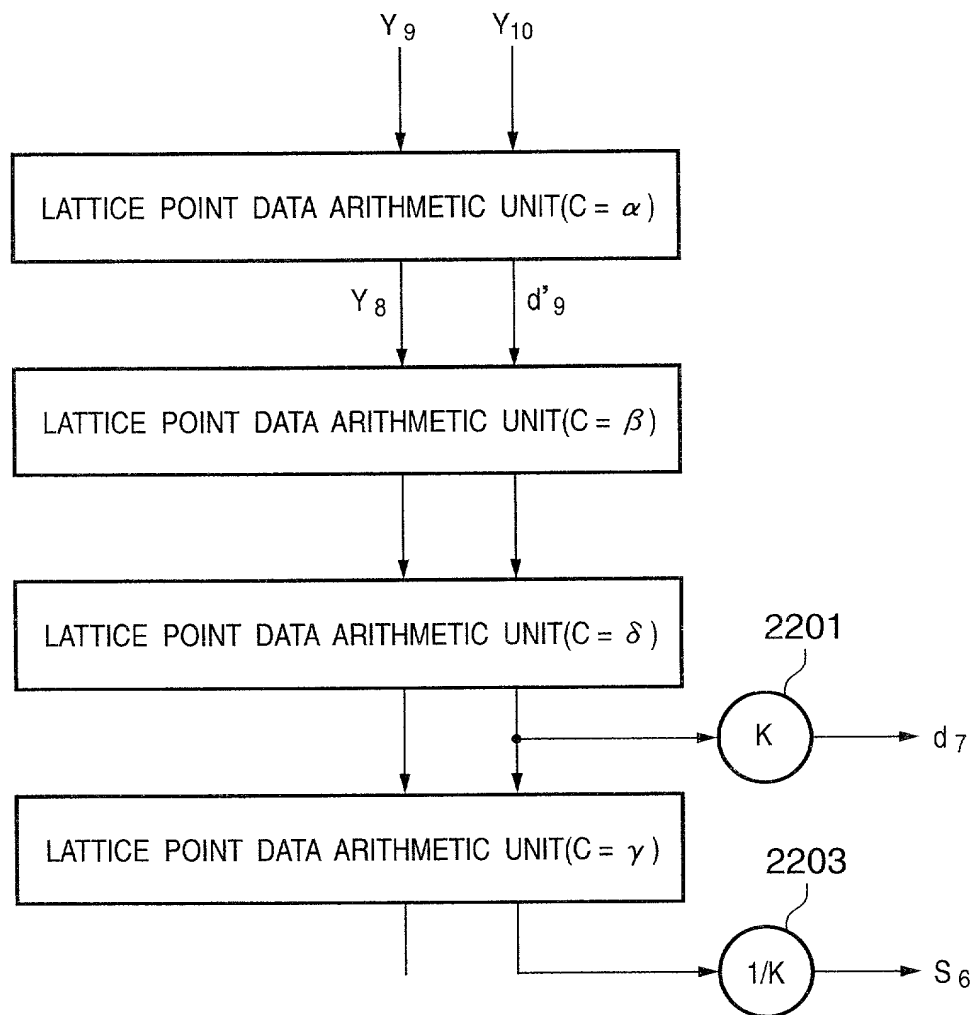 Y9 Y10
LATTICE POINT DATA ARITHMETIC UNIT(C = α)
Y8 d'9
LATTICE POINT DATA ARITHMETIC UNIT(C = β)
LATTICE POINT DATA ARITHMETIC UNIT(C = δ)
2201
K d7
LATTICE POINT DATA ARITHMETIC UNIT(C = γ)
2203
1/K S6